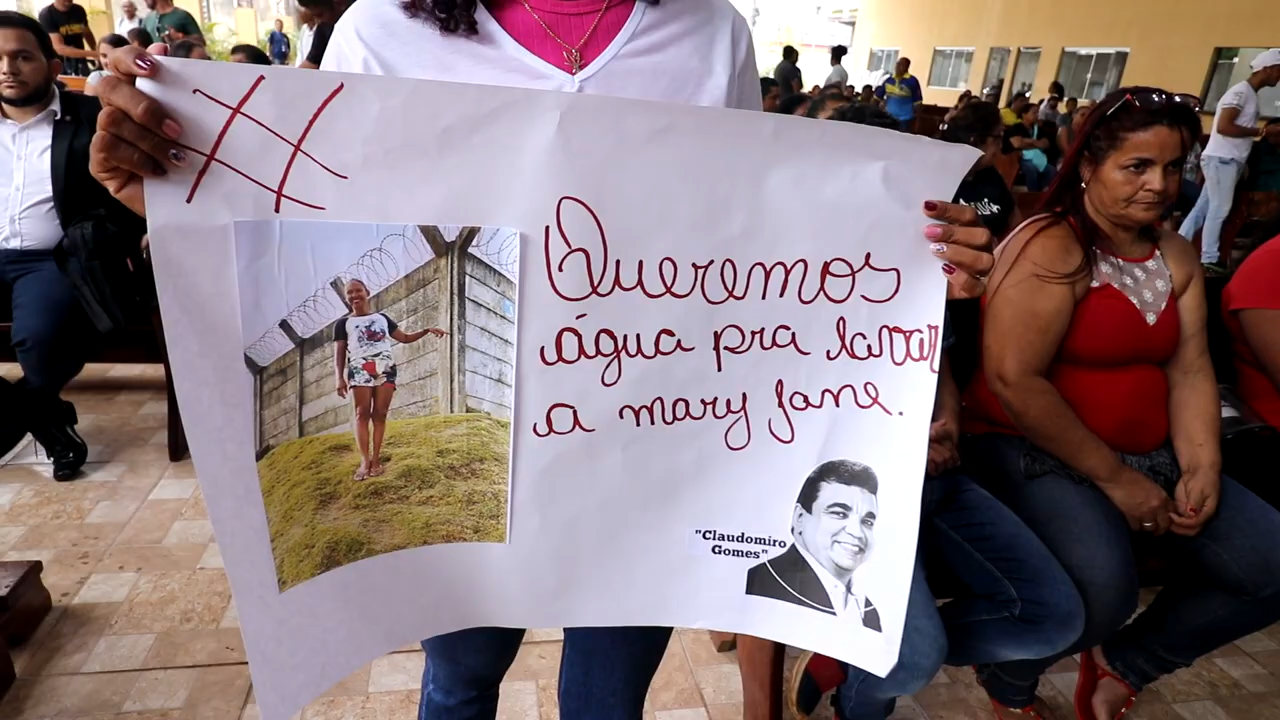 #
Queremos
água pra lavar
a mary jane.
"Claudomiro
Gomes"